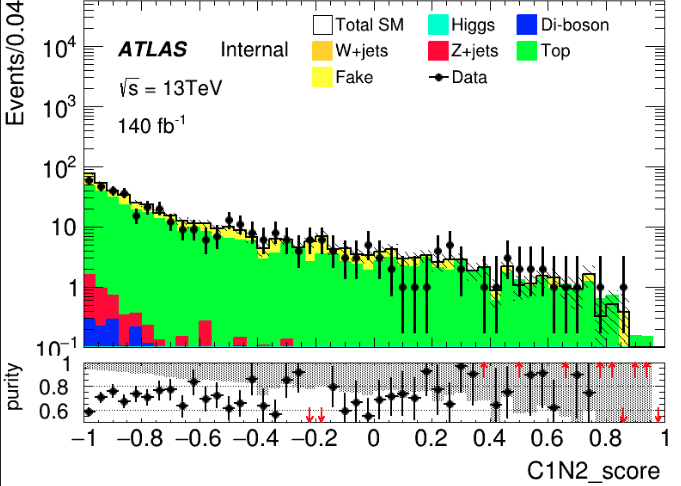 Events/0.04
10⁴
10³
10²
10
1
10⁻¹
ATLAS Internal
√s = 13TeV
140 fb⁻¹
Total SM Higgs Di-boson
W+jets Z+jets Top
Fake Data
purity
1
0.8
0.6
−1 −0.8 −0.6 −0.4 −0.2 0 0.2 0.4 0.6 0.8 1
C1N2_score